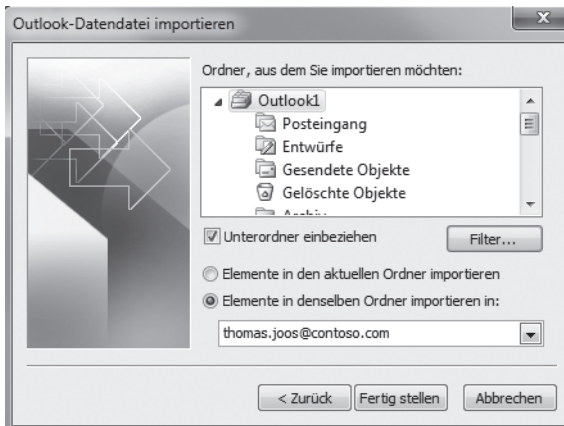 Outlook-Datendatei importieren
Ordner, aus dem Sie importieren möchten:
Outlook1
Posteingang
Entwürfe
Gesendete Objekte
Gelöschte Objekte
Unterordner einbeziehen
Filter...
Elemente in den aktuellen Ordner importieren
Elemente in denselben Ordner importieren in:
thomas.joos@contoso.com
< Zurück
Fertig stellen
Abbrechen